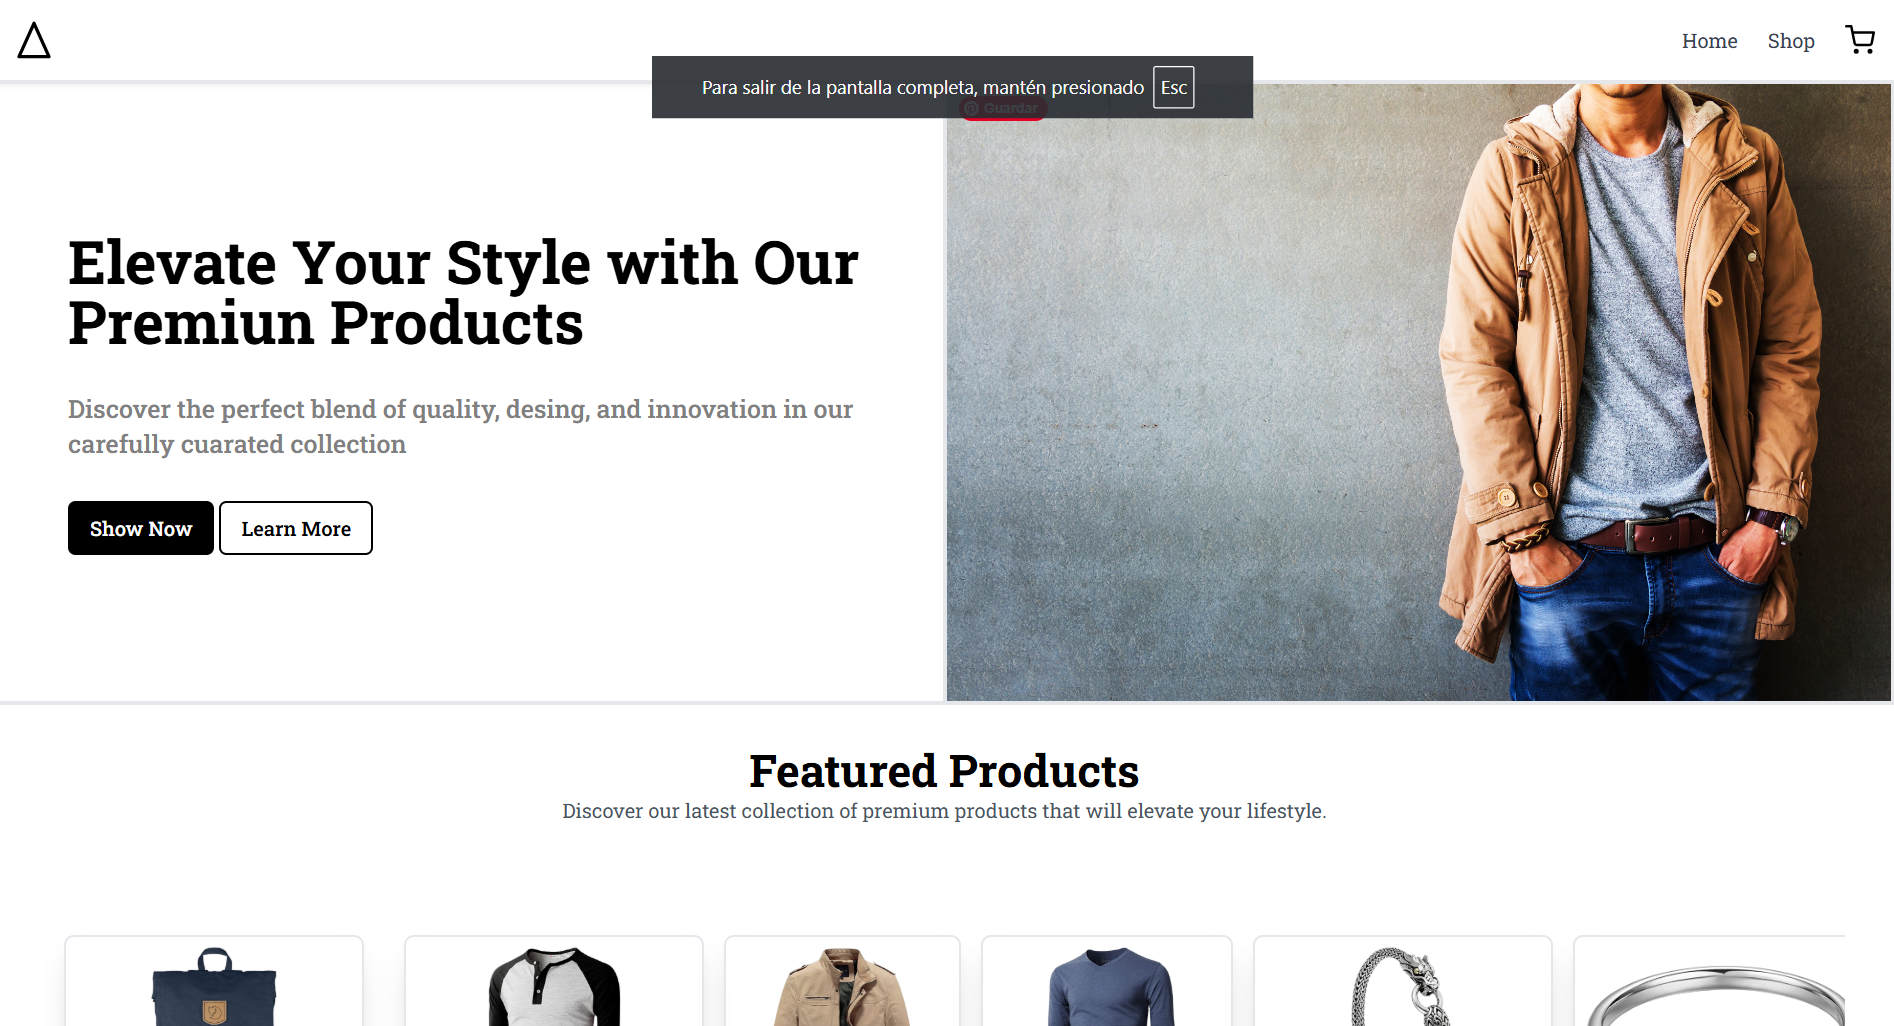 Home
Shop
Para salir de la pantalla completa, mantén presionado Esc
Guardar
Elevate Your Style with Our
Premiun Products
Discover the perfect blend of quality, desing, and innovation in our
carefully cuarated collection
Show Now
Learn More
Featured Products
Discover our latest collection of premium products that will elevate your lifestyle.